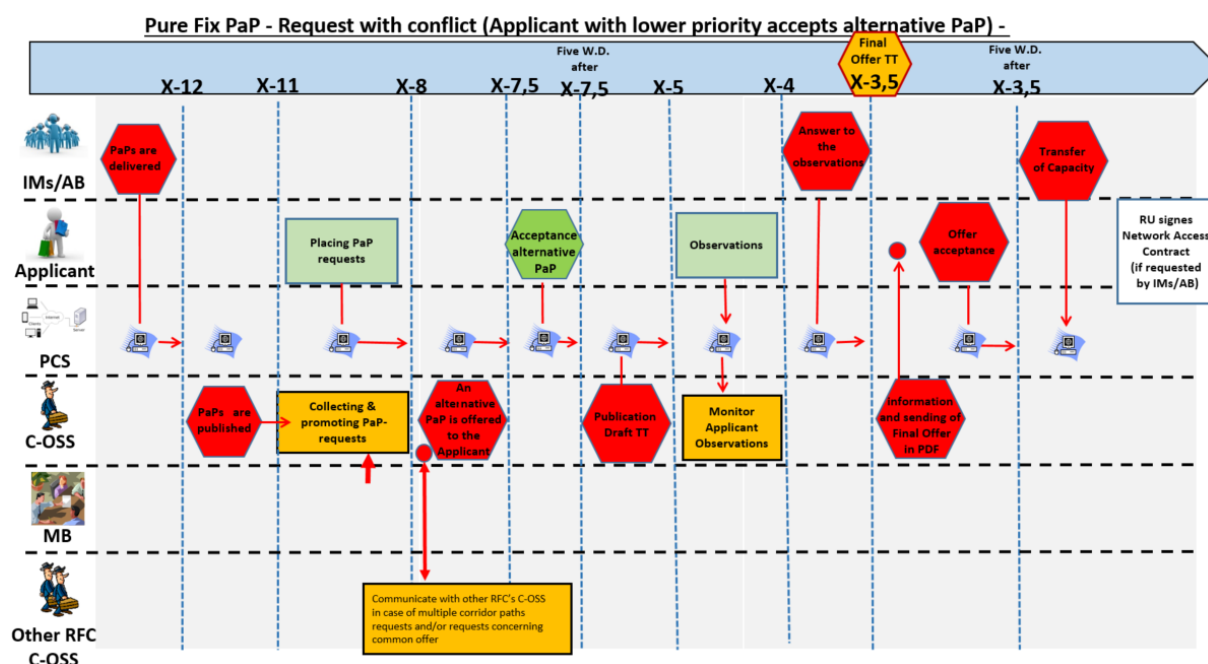 Pure Fix PaP - Request with conflict (Applicant with lower priority accepts alternative PaP) -
Five W.D.
after
X-7,5
Final
Offer TT
X-3,5
Five W.D.
after
X-3,5
X-12
X-11
X-8
X-7,5
X-5
X-4
IMs/AB
PaPs are
delivered
Answer to
the
observations
Transfer
of Capacity
Applicant
Placing PaP
requests
Acceptance
alternative
PaP
Observations
Offer
acceptance
RU signes
Network Access
Contract
(if requested
by IMs/AB)
PCS
C-OSS
PaPs are
published
Collecting &
promoting PaP-
requests
An
alternative
PaP is offered
to the
Applicant
Publication
Draft TT
Monitor
Applicant
Observations
Information
and sending of
Final Offer
in PDF
MB
Other RFC
C-OSS
Communicate with other RFC's C-OSS
in case of multiple corridor paths
requests and/or requests concerning
common offer